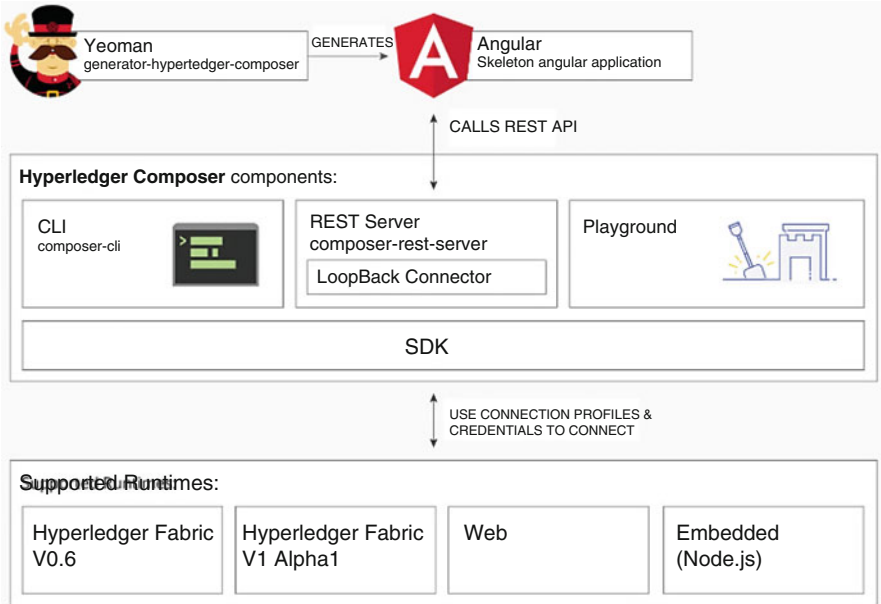 Yeoman
generator-hypertedger-composer
GENERATES
A
Angular
Skeleton angular application
CALLS REST API
Hyperledger Composer components:
CLI
composer-cli
REST Server
composer-rest-server
LoopBack Connector
Playground
SDK
USE CONNECTION PROFILES &
CREDENTIALS TO CONNECT
Supported Runtimes:
Hyperledger Fabric
V0.6
Hyperledger Fabric
V1 Alpha1
Web
Embedded
(Node.js)